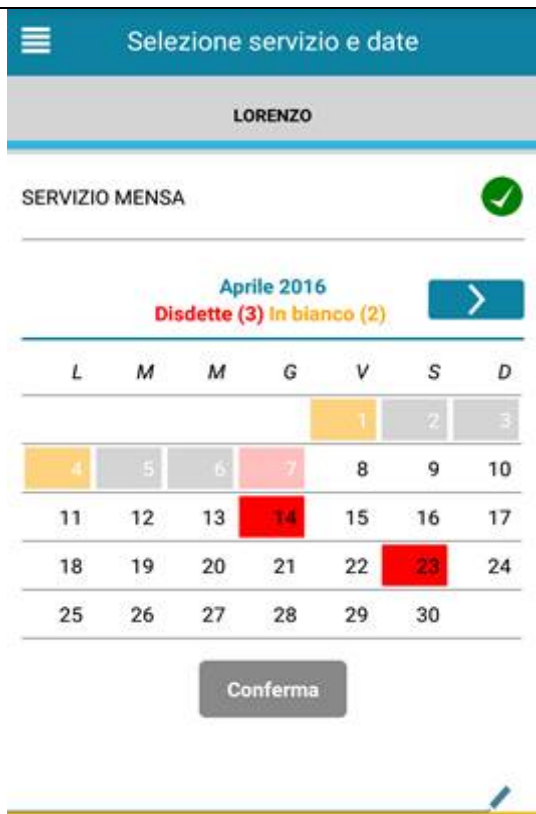 Selezione servizio e date
LORENZO
SERVIZIO MENSA
Aprile 2016
Disdette (3) In bianco (2)
L M M G V S D
1 2 3
4 5 6 7 8 9 10
11 12 13 14 15 16 17
18 19 20 21 22 23 24
25 26 27 28 29 30
Conferma